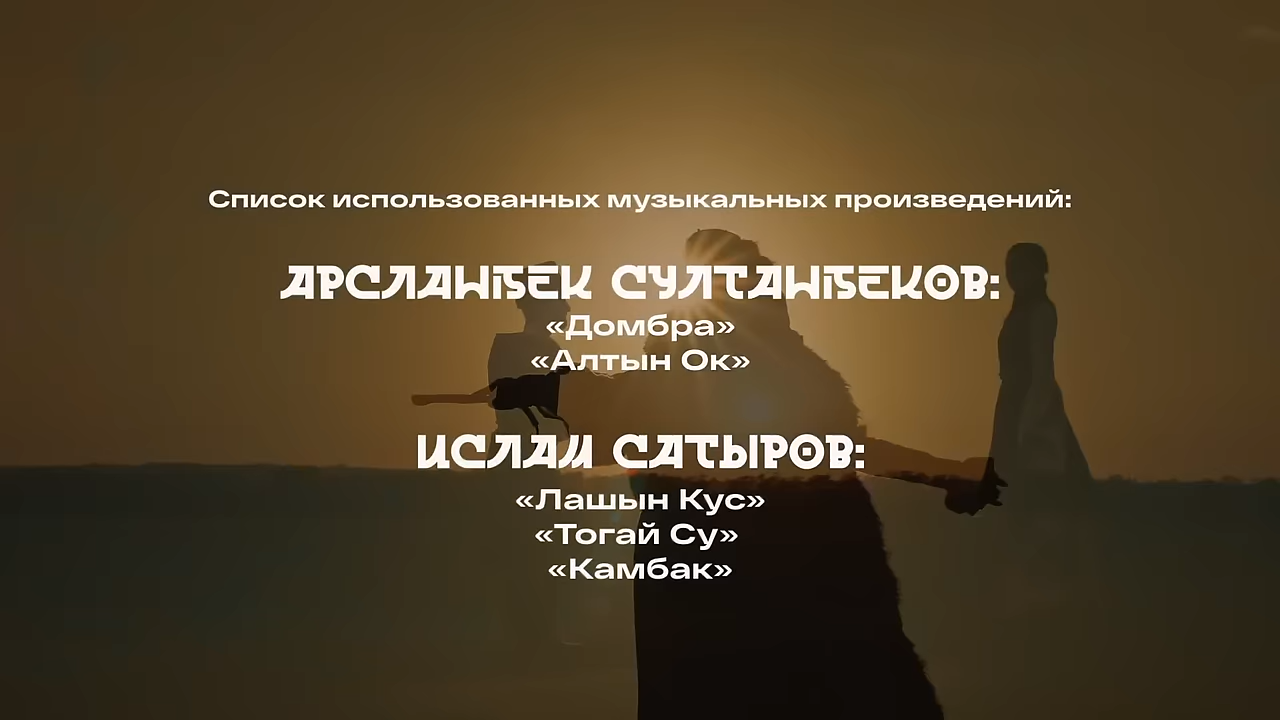 Список использованных музыкальных произведений:
АРСЛАНБЕК СУЛТАНБЕКОВ:
«Домбра»
«Алтын Ок»
ИСЛАМ САТЫРОВ:
«Лашын Кус»
«Тогай Су»
«Камбак»